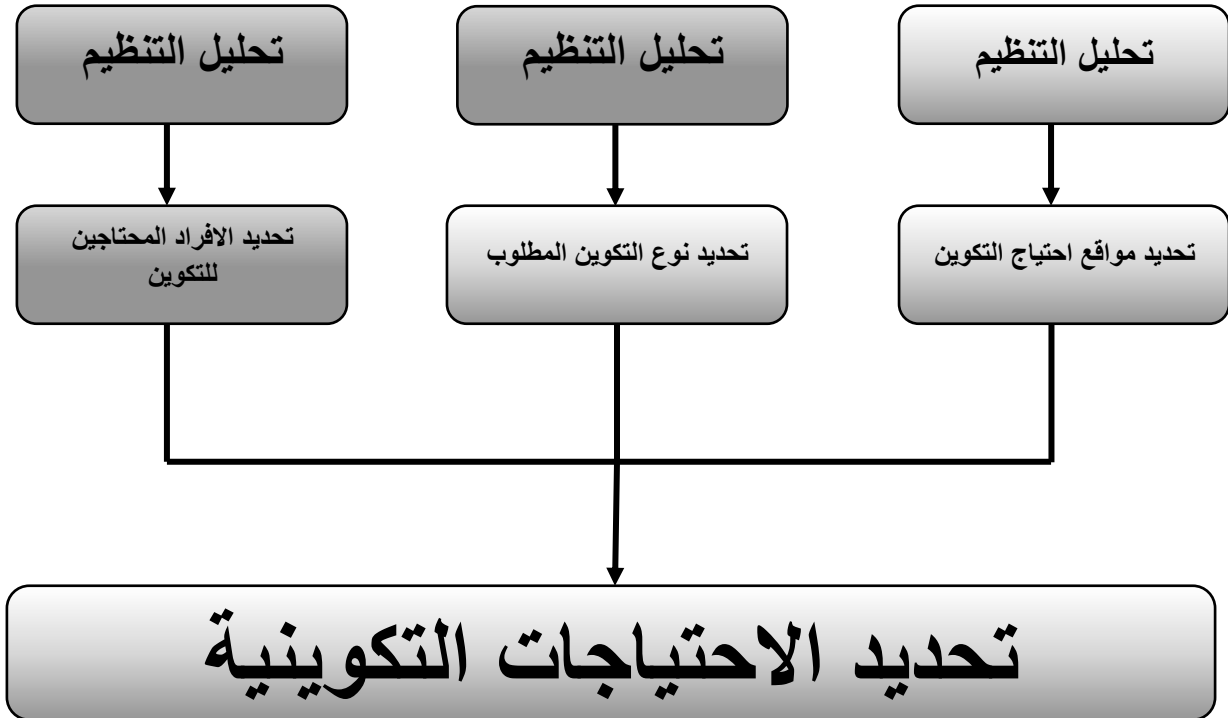 تحليل التنظيم
تحليل التنظيم
تحليل التنظيم
تحديد مواقع احتياج التكوين
تحديد نوع التكوين المطلوب
تحديد الافراد المحتاجين
للتكوين
تحديد الاحتياجات التكوينية